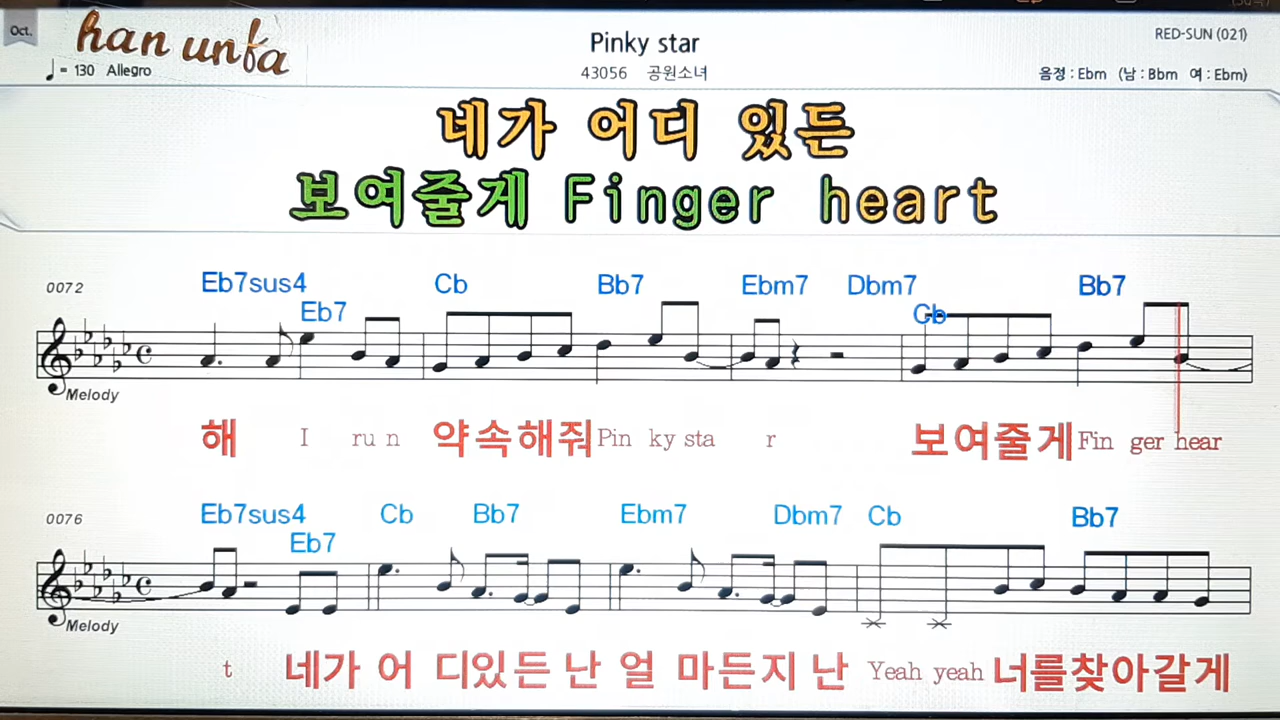 Oct.
han unfa
Pinky star
RED-SUN (021)
♩ = 130 Allegro
43056 공원소녀
음정 : Ebm (남 : Bbm 여 : Ebm)
네가 어디 있든
보여줄게 Finger heart
0072
Eb7sus4 Cb Bb7 Ebm7 Dbm7 Bb7
Eb7 Cb
Melody
해 I ru n 약속해줘 Pin ky sta r 보여줄게 Fin ger hear
0076
Eb7sus4 Cb Bb7 Ebm7 Dbm7 Cb Bb7
Eb7
Melody
t 네가 어 디있든 난 얼 마든지 난 Yeah yeah 너를찾아갈게